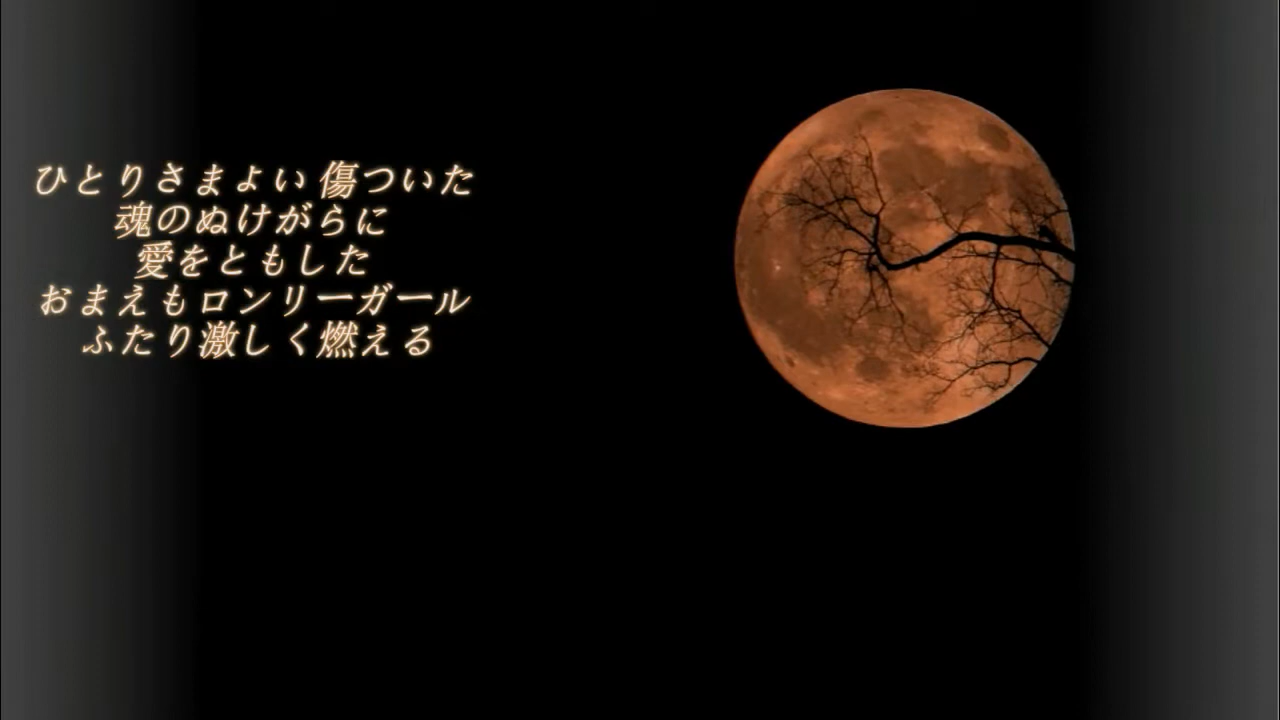 ひとりさまよい 傷ついた
魂のぬけがらに
愛をともした
おまえもロンリーガール
ふたり激しく燃える